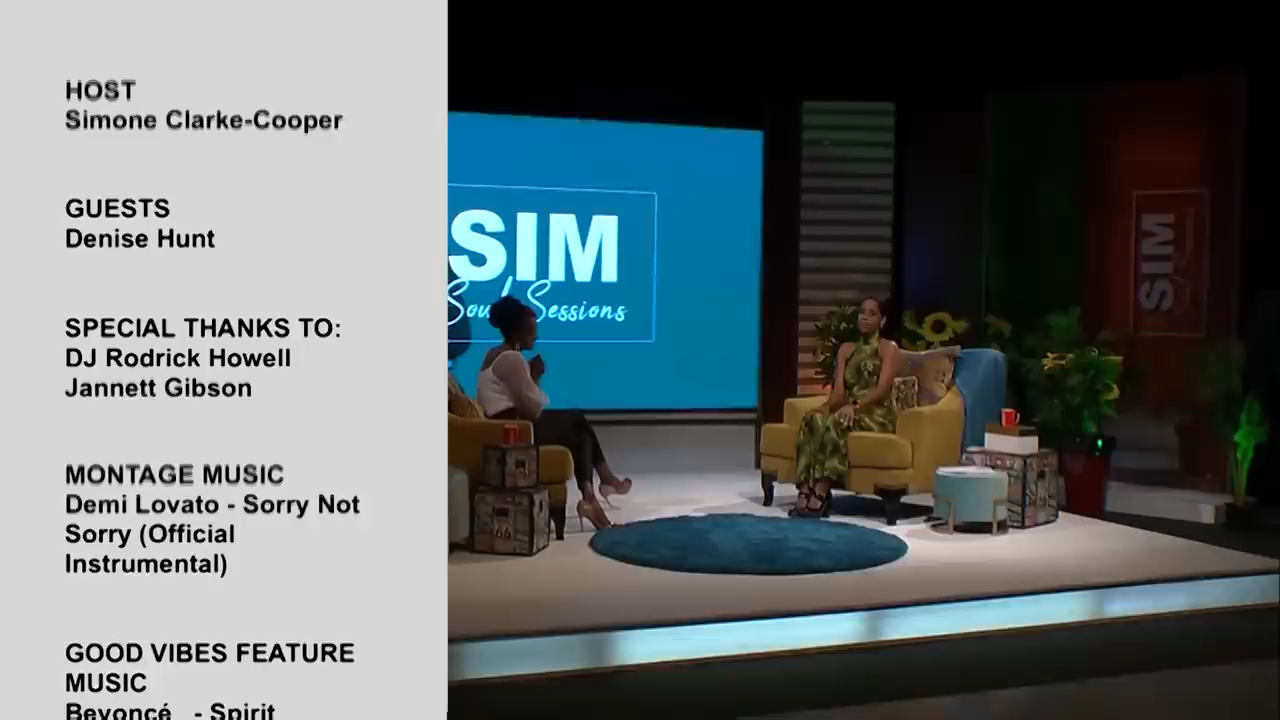 HOST
Simone Clarke-Cooper
GUESTS
Denise Hunt
SPECIAL THANKS TO:
DJ Rodrick Howell
Jannett Gibson
MONTAGE MUSIC
Demi Lovato - Sorry Not
Sorry (Official
Instrumental)
GOOD VIBES FEATURE
MUSIC
Beyoncé - Spirit
SIM
Soul Sessions
SIM